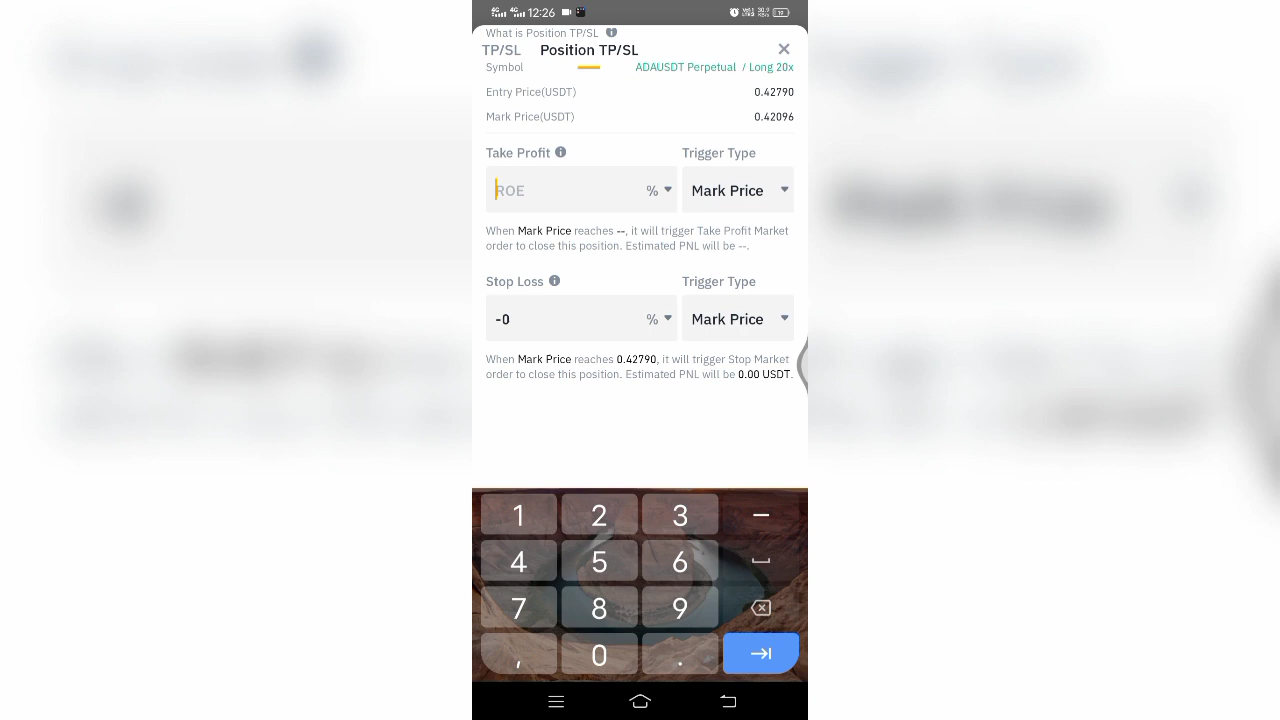 12:26
19
What is Position TP/SL
TP/SL Position TP/SL
Symbol ADAUSDT Perpetual / Long 20x
Entry Price(USDT) 0.42790
Mark Price(USDT) 0.42096
Take Profit Trigger Type
ROE % Mark Price
When Mark Price reaches --, it will trigger Take Profit Market
order to close this position. Estimated PNL will be --.
Stop Loss Trigger Type
-0 % Mark Price
When Mark Price reaches 0.42790, it will trigger Stop Market
order to close this position. Estimated PNL will be 0.00 USDT.
1 2 3 –
4 5 6
7 8 9
, 0 .